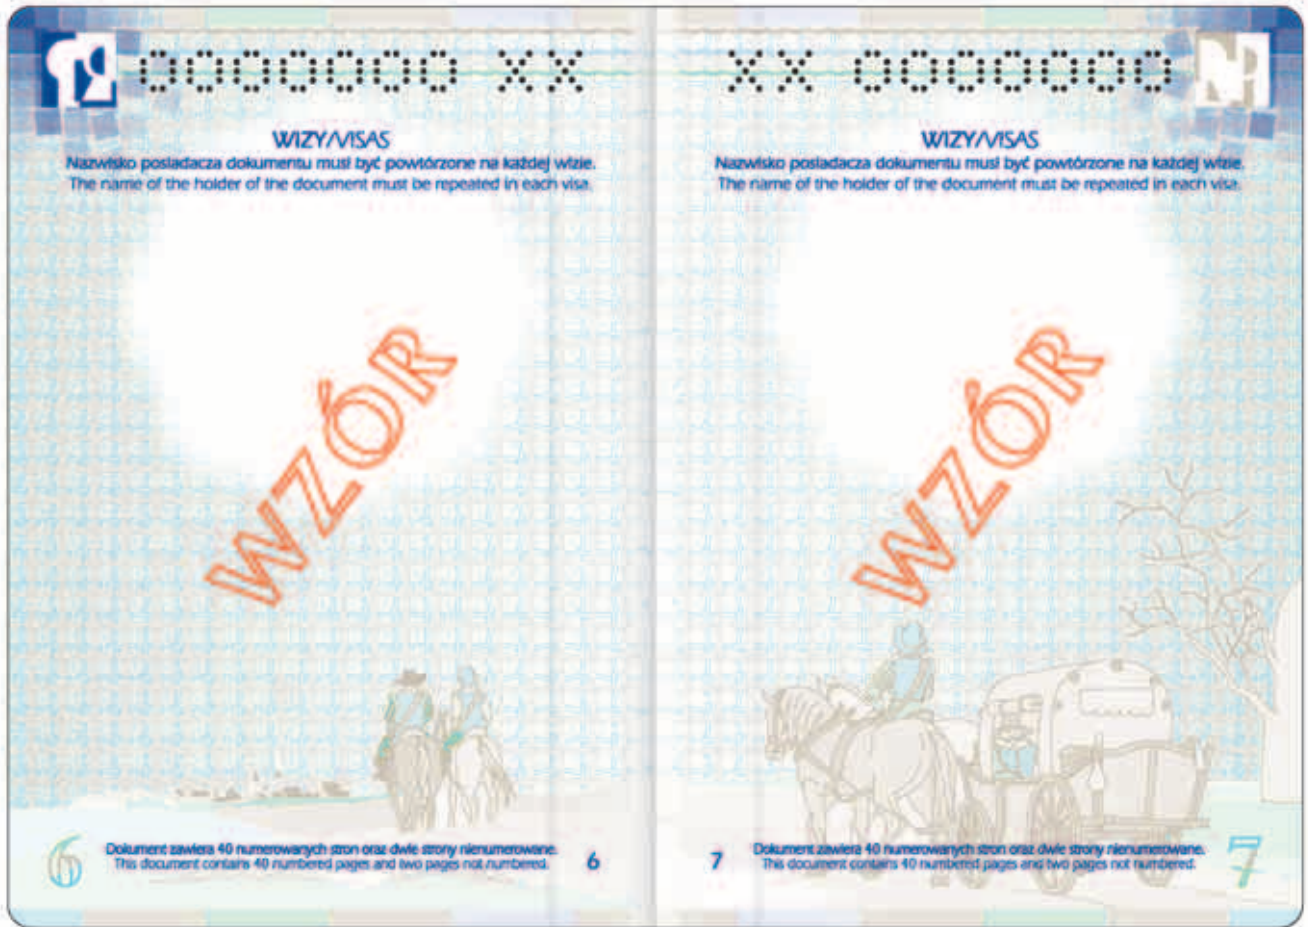 0000000 XX
WIZY/VISAS
Nazwisko posiadacza dokumentu musi być powtórzone na każdej wizie.
The name of the holder of the document must be repeated in each visa.
WZÓR
6
Dokument zawiera 40 numerowanych stron oraz dwie strony nienumerowane.
This document contains 40 numbered pages and two pages not numbered.
6
XX 0000000
WIZY/VISAS
Nazwisko posiadacza dokumentu musi być powtórzone na każdej wizie.
The name of the holder of the document must be repeated in each visa.
WZÓR
7
Dokument zawiera 40 numerowanych stron oraz dwie strony nienumerowane.
This document contains 40 numbered pages and two pages not numbered.
7